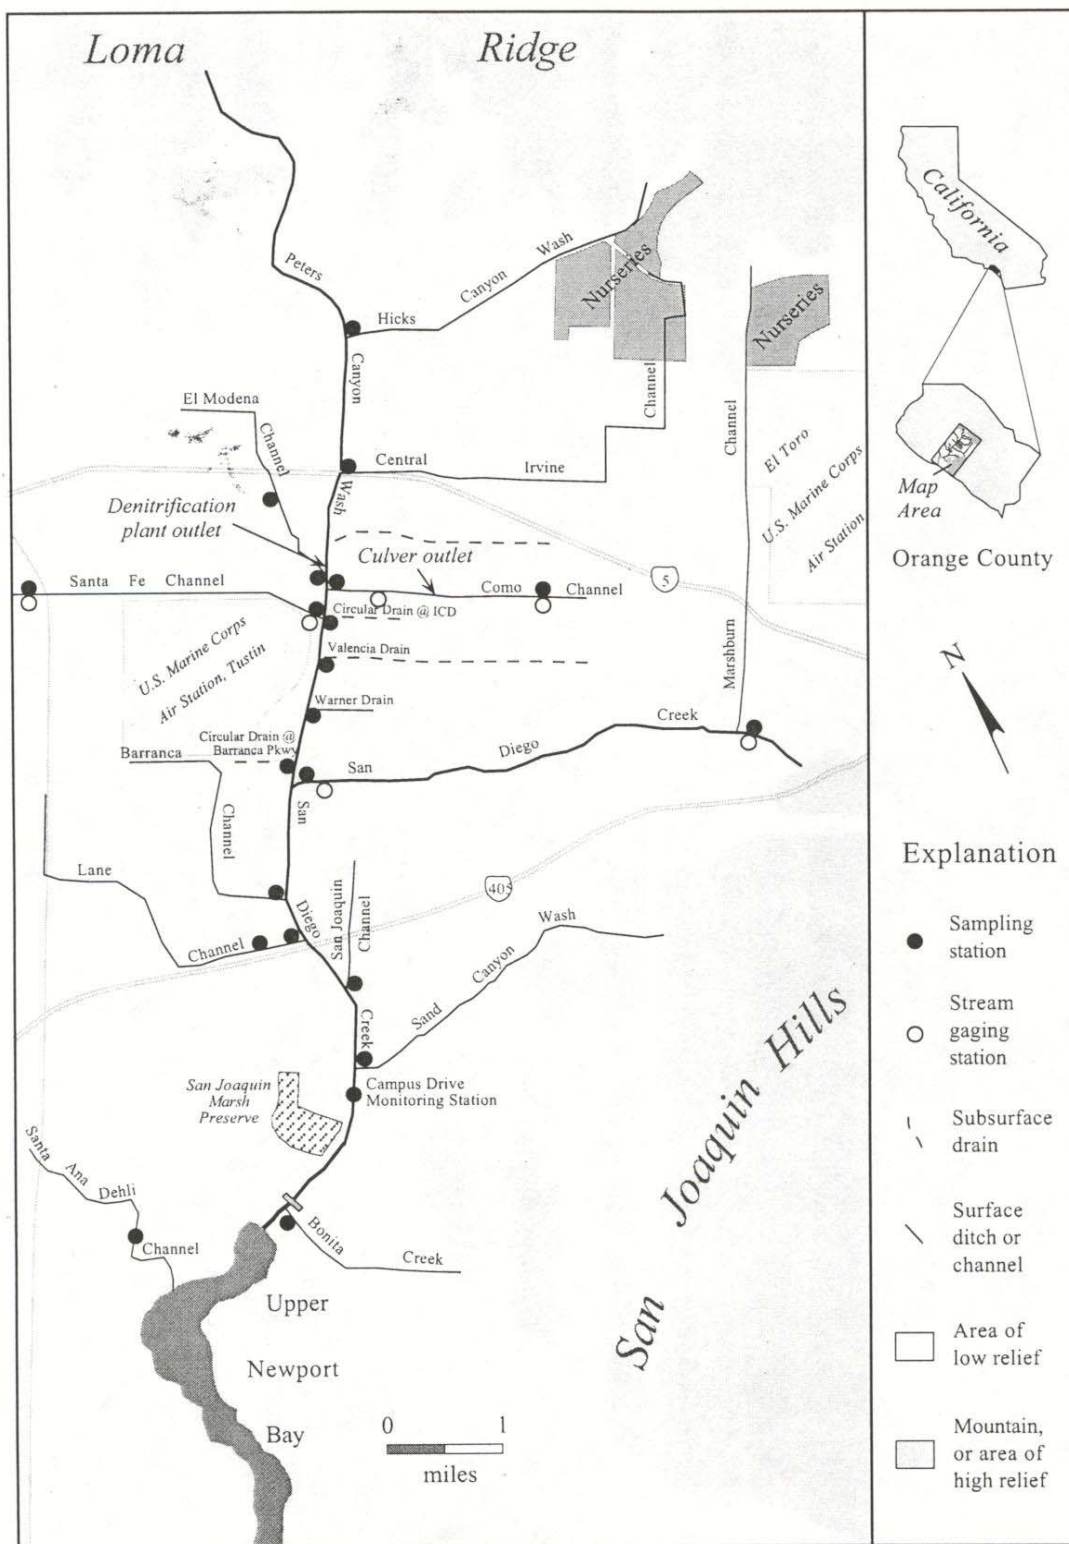 Loma Ridge
Peters
Canyon
Wash
Hicks
Canyon
Wash
Nurseries
Nurseries
El Modena
Channel
Central
Irvine
Channel
Channel
Marshburn
El Toro
U.S. Marine Corps
Air Station
Denitrification
plant outlet
Culver outlet
5
Santa Fe Channel
Como Channel
Circular Drain @ ICD
U.S. Marine Corps
Air Station, Tustin
Valencia Drain
Warner Drain
Circular Drain @
Barranca Pkwy
Barranca
Channel
San
Diego
Creek
San
Diego
Creek
Lane
Channel
405
San Joaquin
Channel
Sand
Canyon
Wash
San Joaquin
Marsh
Preserve
Campus Drive
Monitoring Station
Santa
Ana
Dehli
Channel
Bonita
Creek
Upper
Newport
Bay
San Joaquin Hills
0 1
miles
California
Map
Area
Orange County
N
Explanation
Sampling
station
Stream
gaging
station
Subsurface
drain
Surface
ditch or
channel
Area of
low relief
Mountain,
or area of
high relief